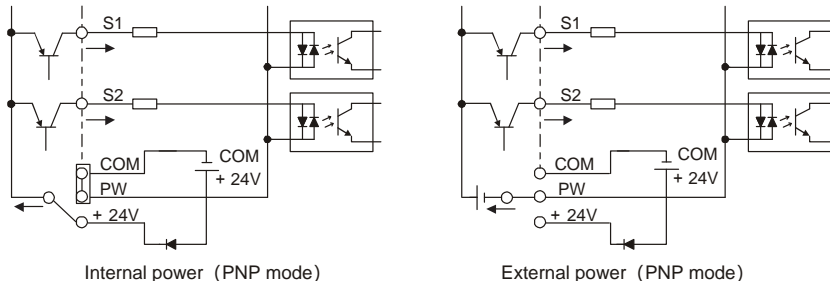 S1
S2
COM
COM
+ 24V
PW
+ 24V
Internal power (PNP mode)
S1
S2
COM
COM
+ 24V
PW
+ 24V
External power (PNP mode)